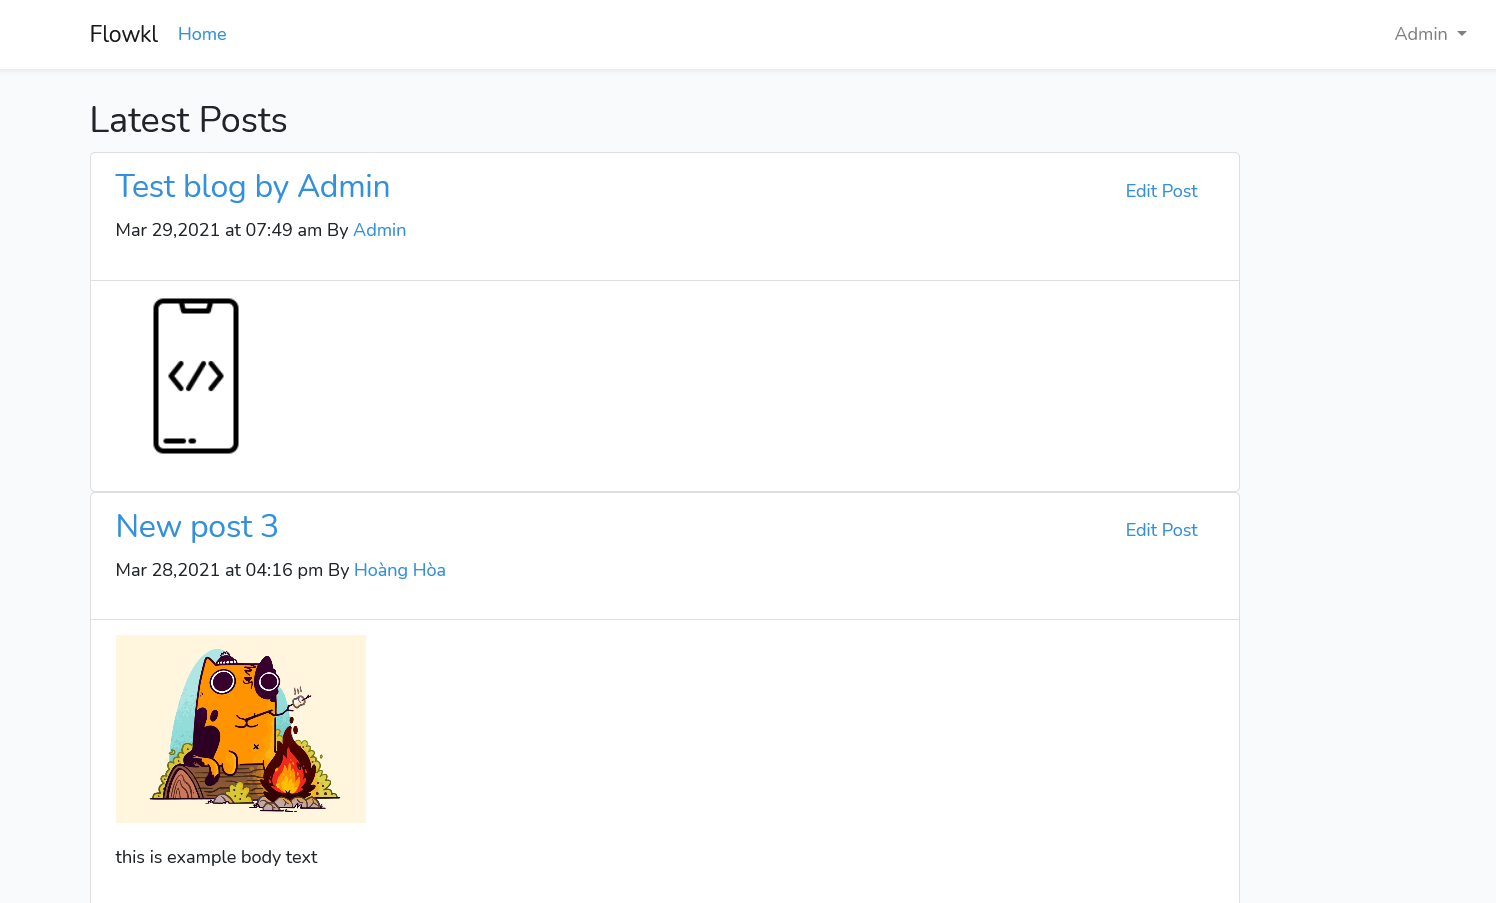 Flowkl Home Admin
Latest Posts
Test blog by Admin Edit Post
Mar 29,2021 at 07:49 am By Admin
</>
New post 3 Edit Post
Mar 28,2021 at 04:16 pm By Hoàng Hòa
this is example body text